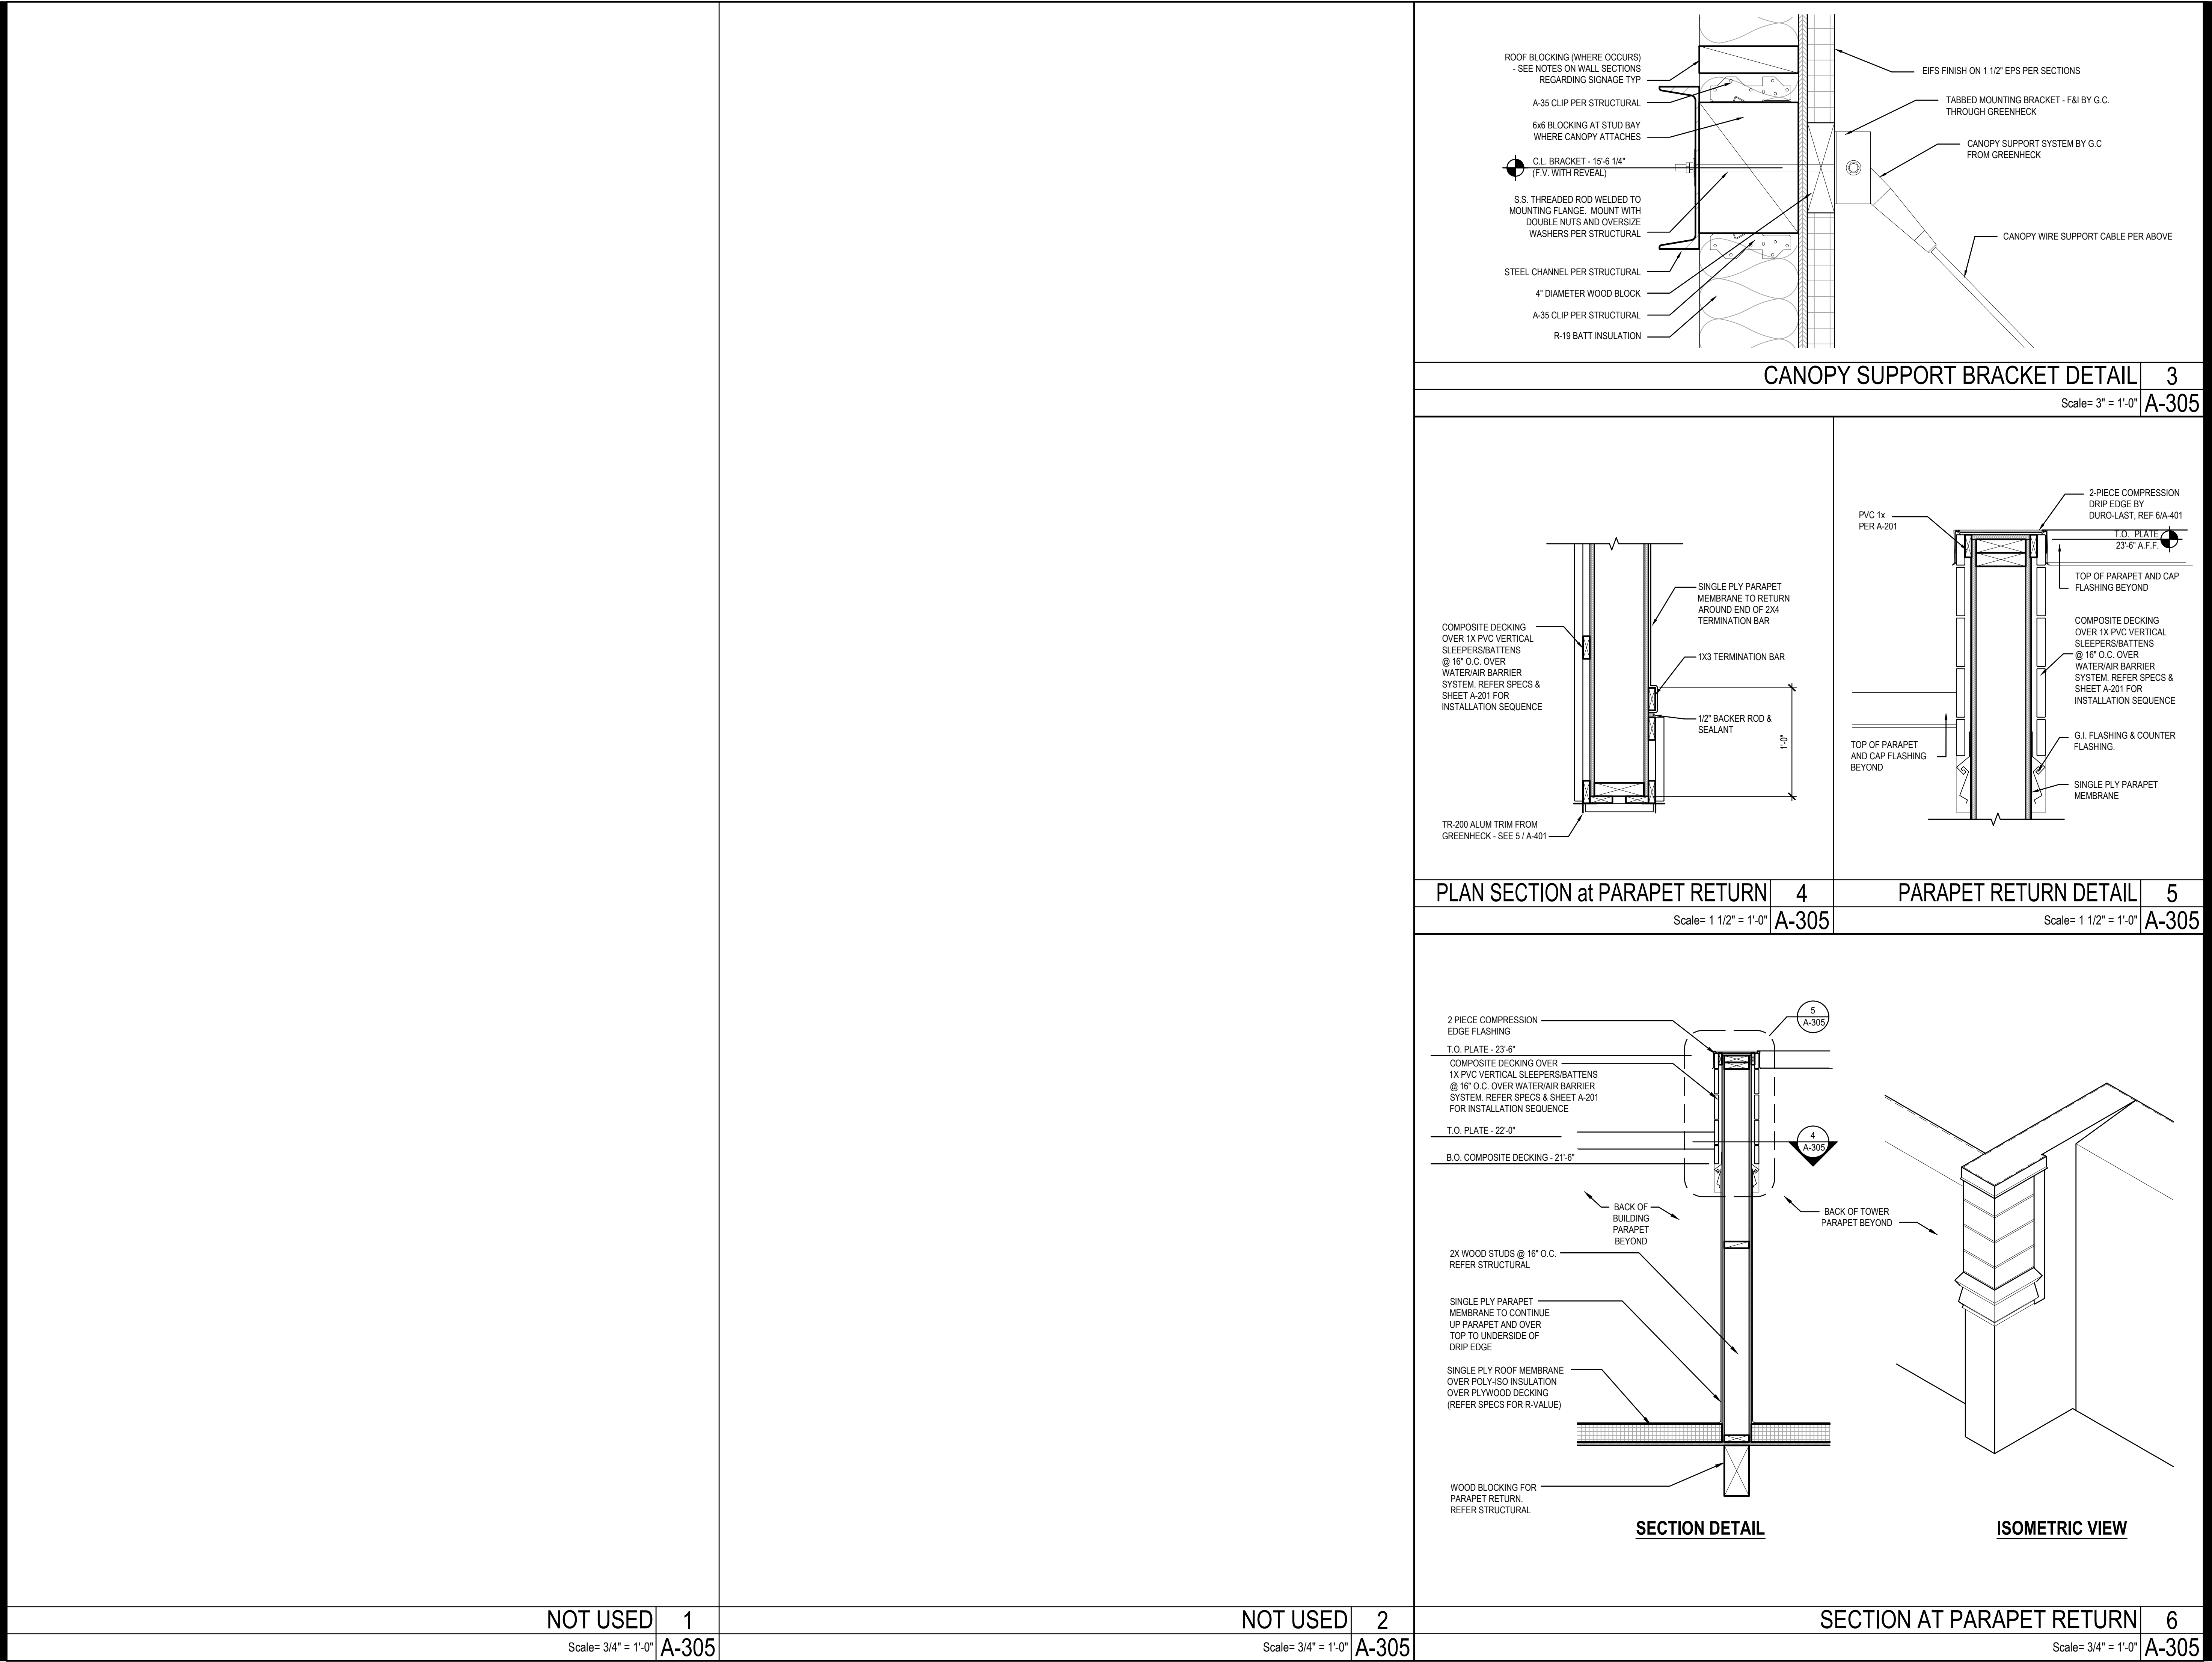 NOT USED
1
Scale= 3/4" = 1'-0"
A-305
NOT USED
2
Scale= 3/4" = 1'-0"
A-305
ROOF BLOCKING (WHERE OCCURS)
- SEE NOTES ON WALL SECTIONS
REGARDING SIGNAGE TYP
A-35 CLIP PER STRUCTURAL
6x6 BLOCKING AT STUD BAY
WHERE CANOPY ATTACHES
C.L. BRACKET - 15'-6 1/4"
(F.V. WITH REVEAL)
S.S. THREADED ROD WELDED TO
MOUNTING FLANGE. MOUNT WITH
DOUBLE NUTS AND OVERSIZE
WASHERS PER STRUCTURAL
STEEL CHANNEL PER STRUCTURAL
4" DIAMETER WOOD BLOCK
A-35 CLIP PER STRUCTURAL
R-19 BATT INSULATION
EIFS FINISH ON 1 1/2" EPS PER SECTIONS
TABBED MOUNTING BRACKET - F&I BY G.C.
THROUGH GREENHECK
CANOPY SUPPORT SYSTEM BY G.C
FROM GREENHECK
CANOPY WIRE SUPPORT CABLE PER ABOVE
CANOPY SUPPORT BRACKET DETAIL
3
Scale= 3" = 1'-0"
A-305
COMPOSITE DECKING
OVER 1X PVC VERTICAL
SLEEPERS/BATTENS
@ 16" O.C. OVER
WATER/AIR BARRIER
SYSTEM. REFER SPECS &
SHEET A-201 FOR
INSTALLATION SEQUENCE
TR-200 ALUM TRIM FROM
GREENHECK - SEE 5 / A-401
SINGLE PLY PARAPET
MEMBRANE TO RETURN
AROUND END OF 2X4
TERMINATION BAR
1X3 TERMINATION BAR
1/2" BACKER ROD &
SEALANT
1'-0"
PLAN SECTION at PARAPET RETURN
4
Scale= 1 1/2" = 1'-0"
A-305
PVC 1x
PER A-201
2-PIECE COMPRESSION
DRIP EDGE BY
DURO-LAST, REF 6/A-401
T.O. PLATE
23'-6" A.F.F.
TOP OF PARAPET AND CAP
FLASHING BEYOND
COMPOSITE DECKING
OVER 1X PVC VERTICAL
SLEEPERS/BATTENS
@ 16" O.C. OVER
WATER/AIR BARRIER
SYSTEM. REFER SPECS &
SHEET A-201 FOR
INSTALLATION SEQUENCE
TOP OF PARAPET
AND CAP FLASHING
BEYOND
G.I. FLASHING & COUNTER
FLASHING.
SINGLE PLY PARAPET
MEMBRANE
PARAPET RETURN DETAIL
5
Scale= 1 1/2" = 1'-0"
A-305
2 PIECE COMPRESSION
EDGE FLASHING
T.O. PLATE - 23'-6"
COMPOSITE DECKING OVER
1X PVC VERTICAL SLEEPERS/BATTENS
@ 16" O.C. OVER WATER/AIR BARRIER
SYSTEM. REFER SPECS & SHEET A-201
FOR INSTALLATION SEQUENCE
T.O. PLATE - 22'-0"
B.O. COMPOSITE DECKING - 21'-6"
5
A-305
4
A-305
BACK OF
BUILDING
PARAPET
BEYOND
BACK OF TOWER
PARAPET BEYOND
2X WOOD STUDS @ 16" O.C.
REFER STRUCTURAL
SINGLE PLY PARAPET
MEMBRANE TO CONTINUE
UP PARAPET AND OVER
TOP TO UNDERSIDE OF
DRIP EDGE
SINGLE PLY ROOF MEMBRANE
OVER POLY-ISO INSULATION
OVER PLYWOOD DECKING
(REFER SPECS FOR R-VALUE)
WOOD BLOCKING FOR
PARAPET RETURN.
REFER STRUCTURAL
SECTION DETAIL
ISOMETRIC VIEW
SECTION AT PARAPET RETURN
6
Scale= 3/4" = 1'-0"
A-305